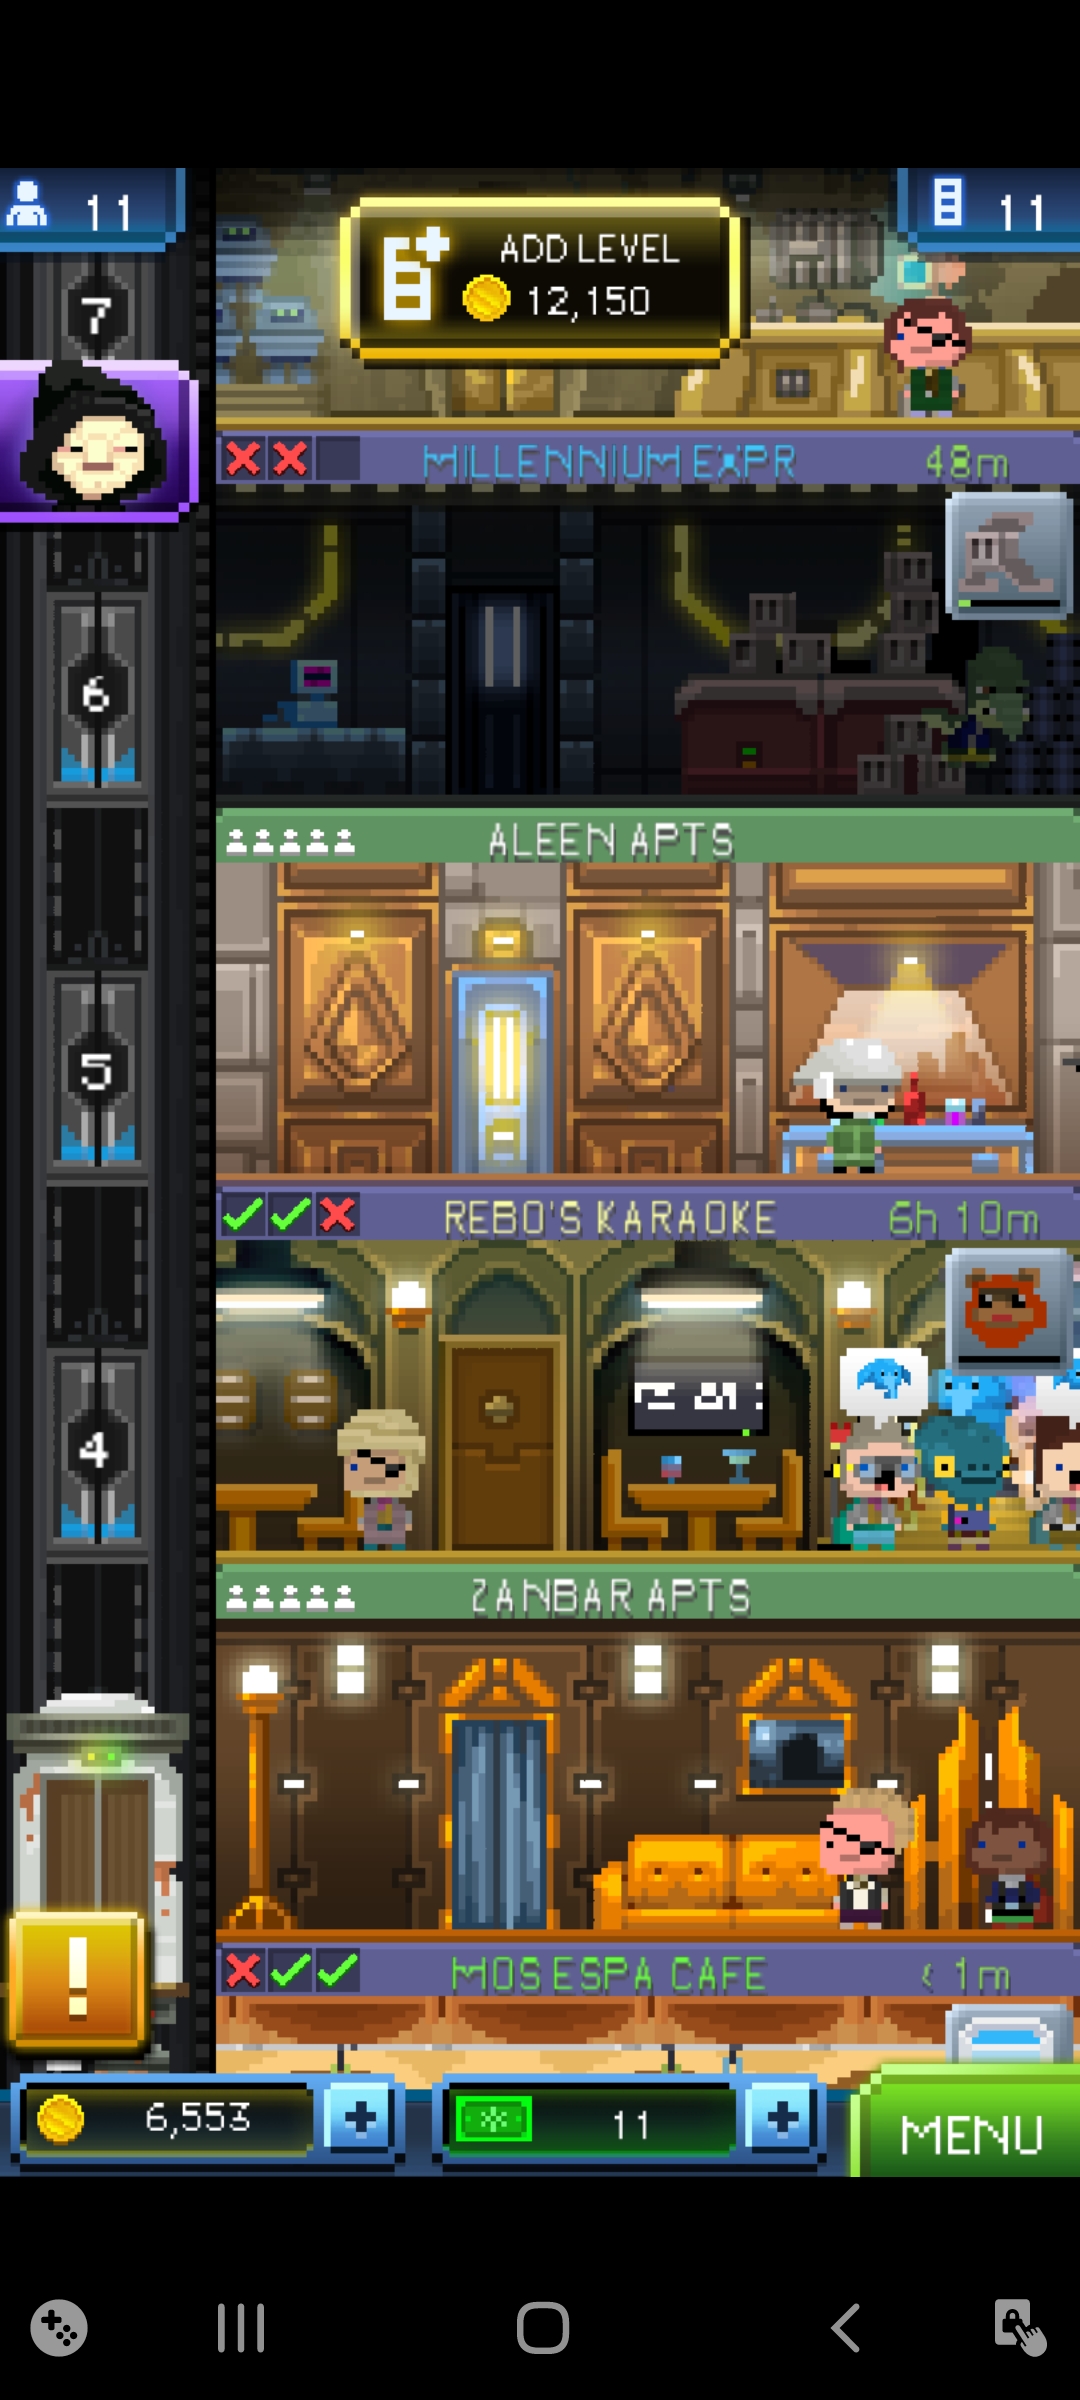 11
ADD LEVEL
12,150
11
7
MILLENNIUM EXPR 48m
6
ALEEN APTS
5
REBO'S KARAOKE 6h 10m
4
ZANBAR APTS
!
MOS ESPA CAFE < 1m
!
6,553 +
11 +
MENU